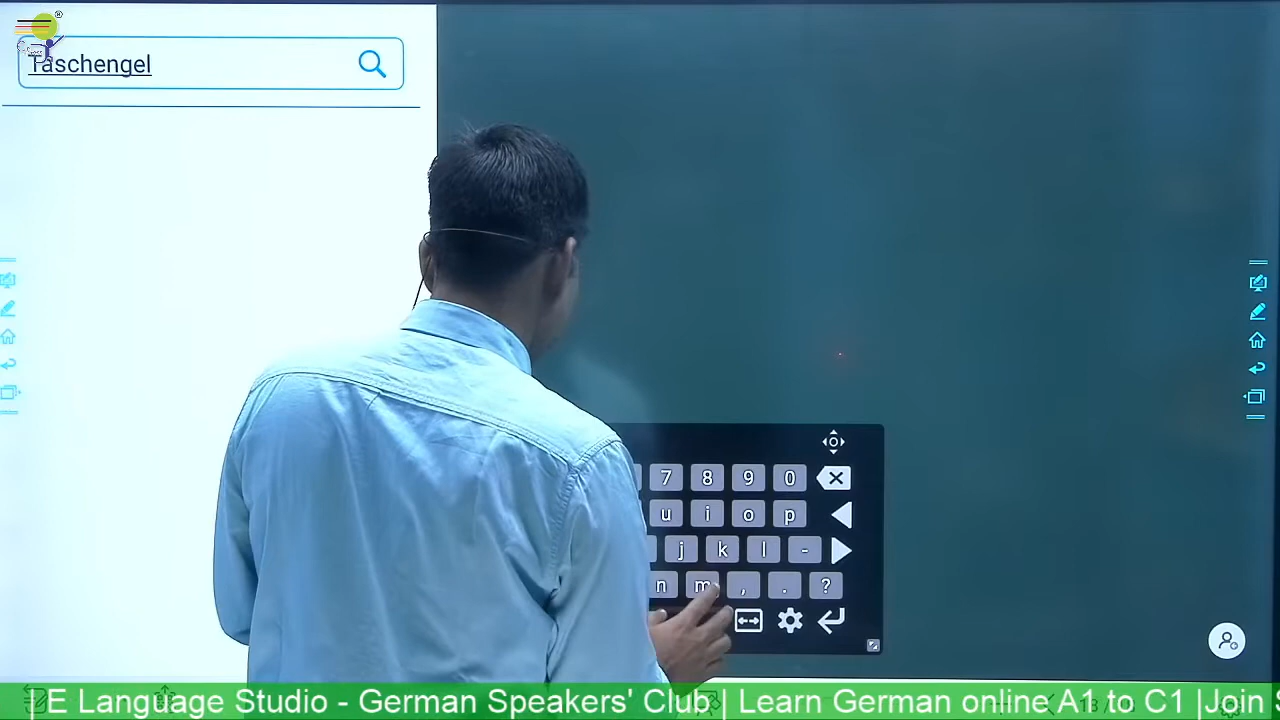 Taschengel
7 8 9 0
u i o p
j k l -
n m , . ?
| E Language Studio - German Speakers' Club | Learn German online A1 to C1 | Join